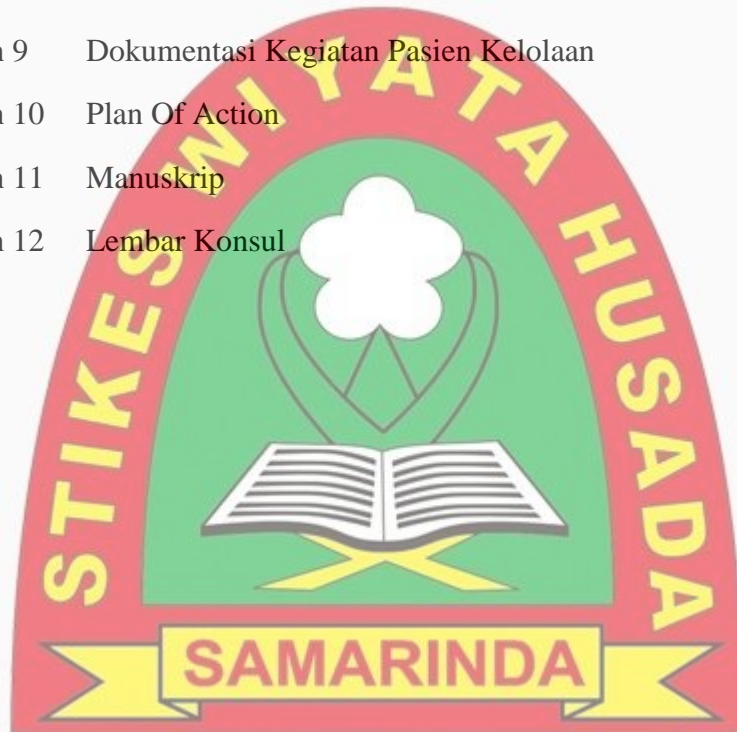 n 9 Dokumentasi Kegiatan Pasien Kelolaan
n 10 Plan Of Action
n 11 Manuskrip
n 12 Lembar Konsul
STIKES WIYATA HUSADA
SAMARINDA